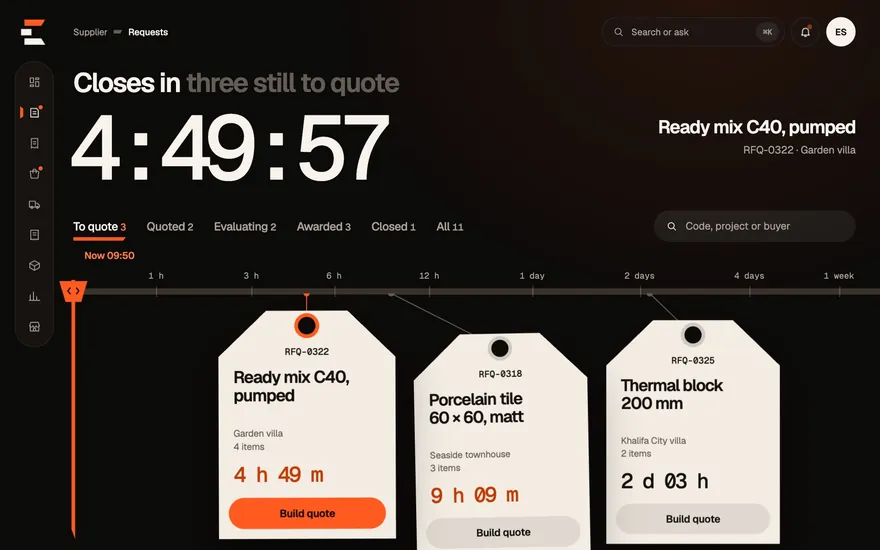 Supplier Requests
Search or ask ⌘K
ES
Closes in three still to quote
4:49:57
Ready mix C40, pumped
RFQ-0322 · Garden villa
To quote 3 Quoted 2 Evaluating 2 Awarded 3 Closed 1 All 11
Code, project or buyer
Now 09:50
1 h 3 h 6 h 12 h 1 day 2 days 4 days 1 week
RFQ-0322
Ready mix C40,
pumped
Garden villa
4 items
4 h 49 m
Build quote
RFQ-0318
Porcelain tile
60 × 60, matt
Seaside townhouse
3 items
9 h 09 m
Build quote
RFQ-0325
Thermal block
200 mm
Khalifa City villa
2 items
2 d 03 h
Build quote